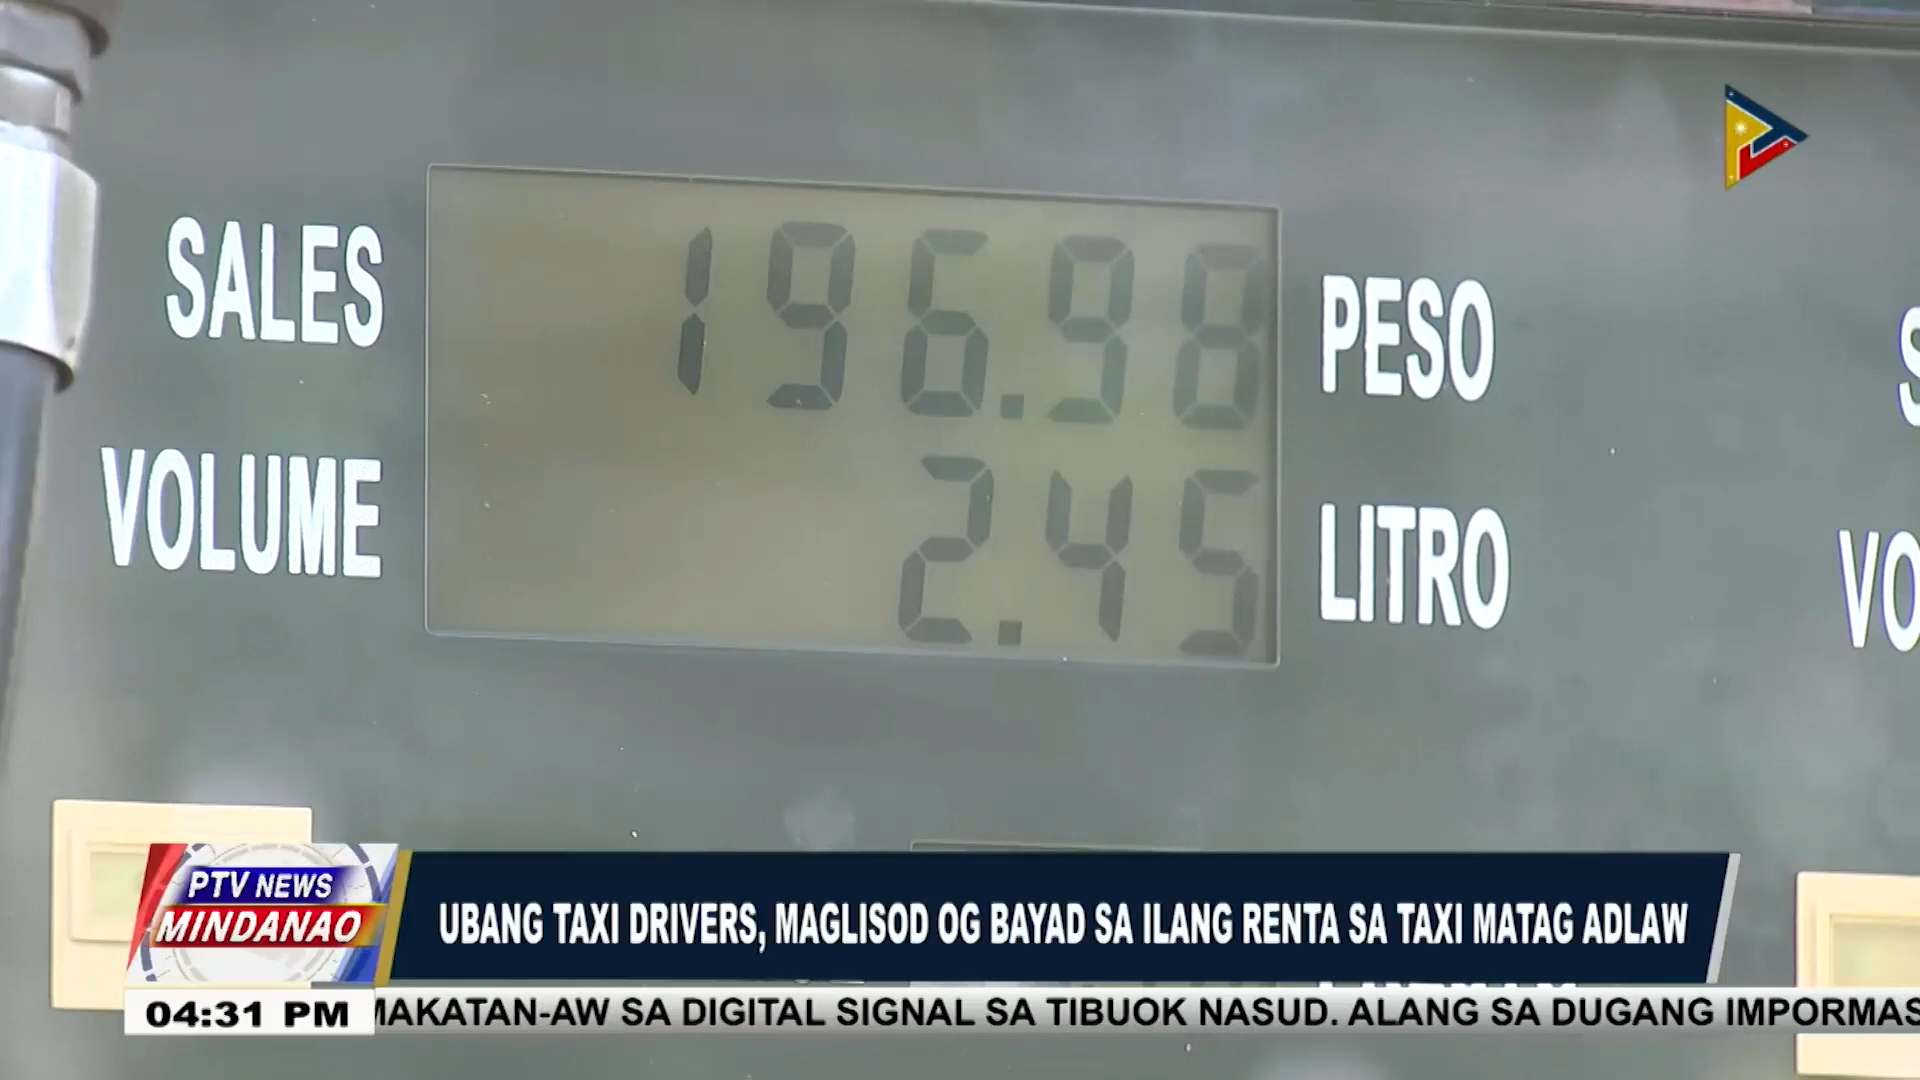 SALES 196.98 PESO
VOLUME 2.45 LITRO
PTV NEWS
MINDANAO
UBANG TAXI DRIVERS, MAGLISOD OG BAYAD SA ILANG RENTA SA TAXI MATAG ADLAW
04:31 PM
MAKATAN-AW SA DIGITAL SIGNAL SA TIBUOK NASUD. ALANG SA DUGANG IMPORMAS